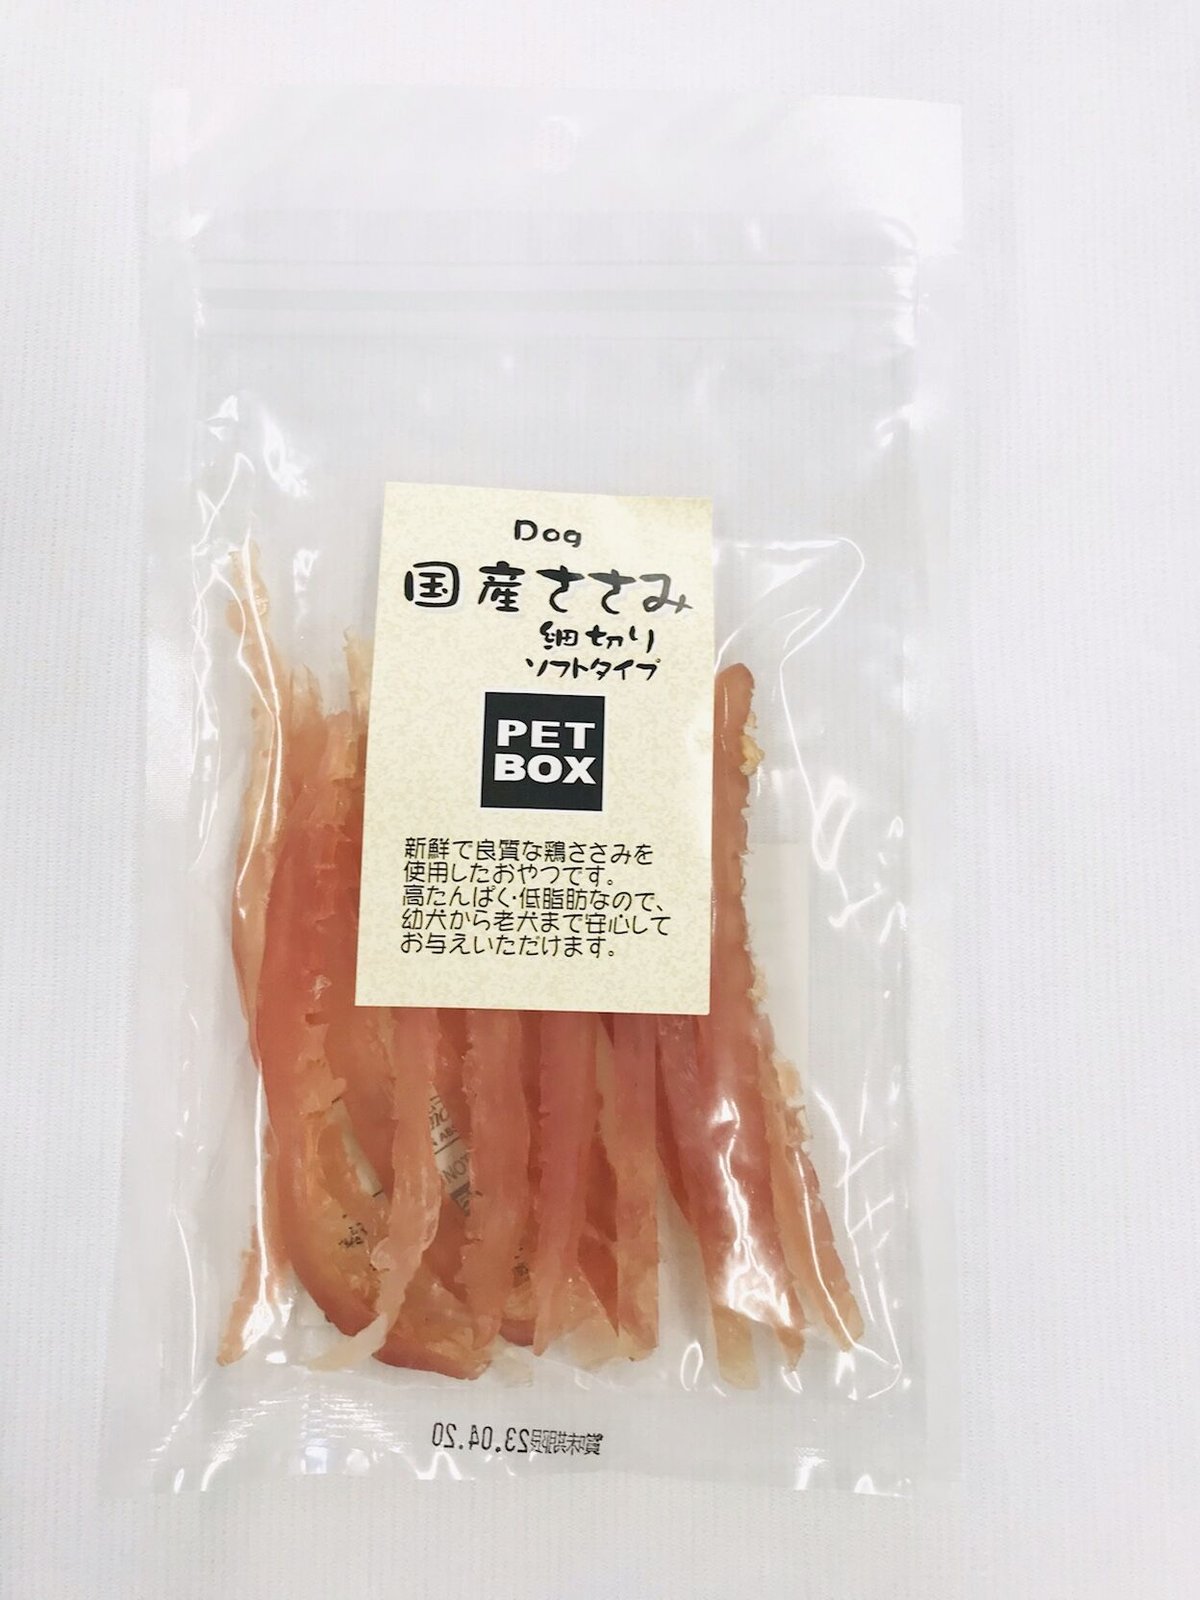 Dog
国産ささみ
細切り
ソフトタイプ
PET
BOX
新鮮で良質な鶏ささみを
使用したおやつです。
高たんぱく・低脂肪なので、
幼犬から老犬まで安心して
お与えいただけます。
賞味期限23.04.20